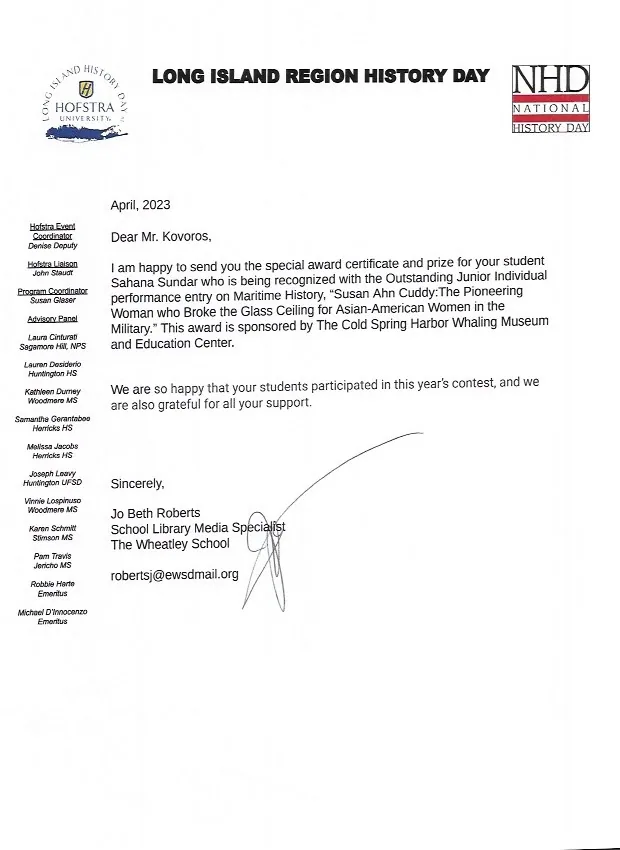 LONG ISLAND HISTORY DAY
HOFSTRA
UNIVERSITY
LONG ISLAND REGION HISTORY DAY
NHD
NATIONAL
HISTORY DAY
Hofstra Event
Coordinator
Denise Deputy
Hofstra Liaison
John Staudt
Program Coordinator
Susan Glaser
Advisory Panel
Laura Cinturati
Sagamore Hill, NPS
Lauren Desiderio
Huntington HS
Kathleen Durney
Woodmere MS
Samantha Gerantabee
Herricks HS
Melissa Jacobs
Herricks HS
Joseph Leavy
Huntington UFSD
Vinnie Lospinuso
Woodmere MS
Karen Schmitt
Stimson MS
Pam Travis
Jericho MS
Robbie Harte
Emeritus
Michael D'Innocenzo
Emeritus
April, 2023
Dear Mr. Kovoros,
I am happy to send you the special award certificate and prize for your student
Sahana Sundar who is being recognized with the Outstanding Junior Individual
performance entry on Maritime History, “Susan Ahn Cuddy:The Pioneering
Woman who Broke the Glass Ceiling for Asian-American Women in the
Military.” This award is sponsored by The Cold Spring Harbor Whaling Museum
and Education Center.
We are so happy that your students participated in this year’s contest, and we
are also grateful for all your support.
Sincerely,
Jo Beth Roberts
School Library Media Specialist
The Wheatley School
robertsj@ewsdmail.org